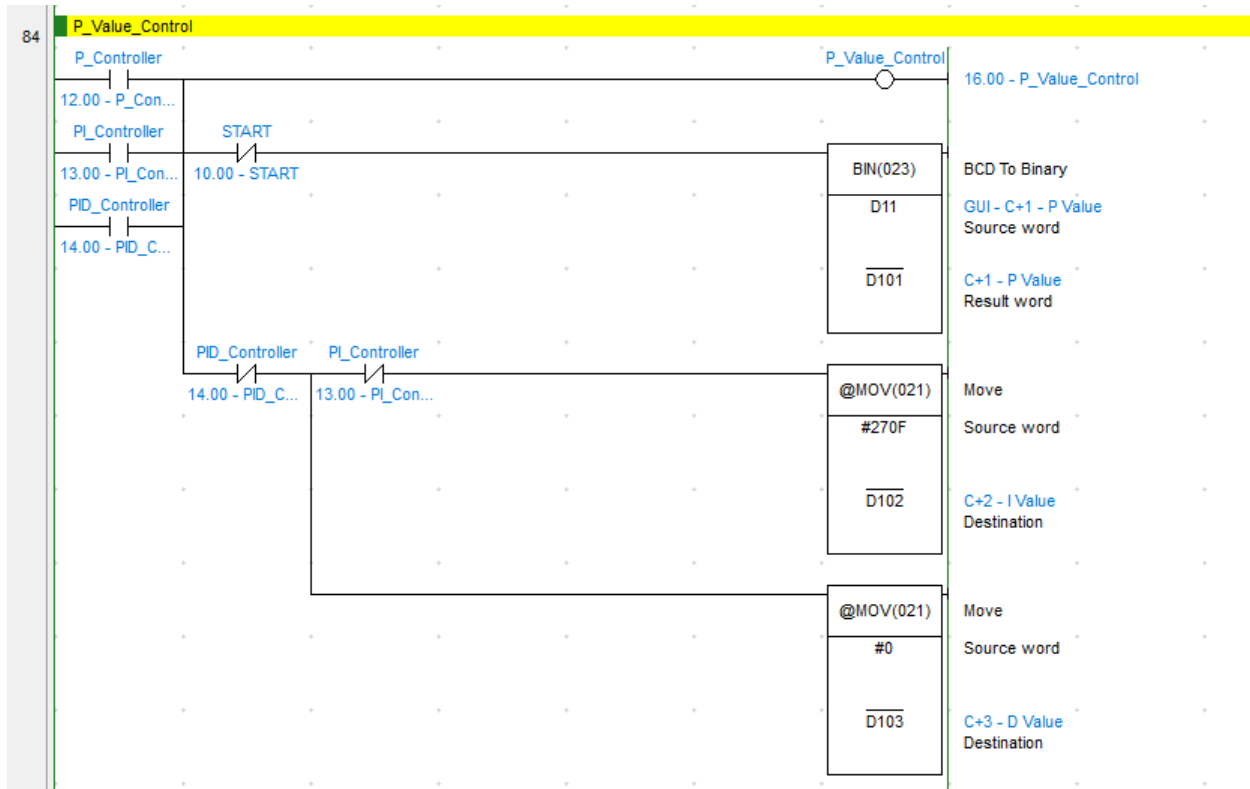 P_Value_Control
84
P_Controller
P_Value_Control
16.00 - P_Value_Control
12.00 - P_Con...
PI_Controller
START
13.00 - PI_Con...
10.00 - START
BIN(023)
BCD To Binary
PID_Controller
D11
GUI - C+1 - P Value
Source word
14.00 - PID_C...
D101
C+1 - P Value
Result word
PID_Controller
PI_Controller
14.00 - PID_C...
13.00 - PI_Con...
@MOV(021)
Move
#270F
Source word
D102
C+2 - I Value
Destination
@MOV(021)
Move
#0
Source word
D103
C+3 - D Value
Destination